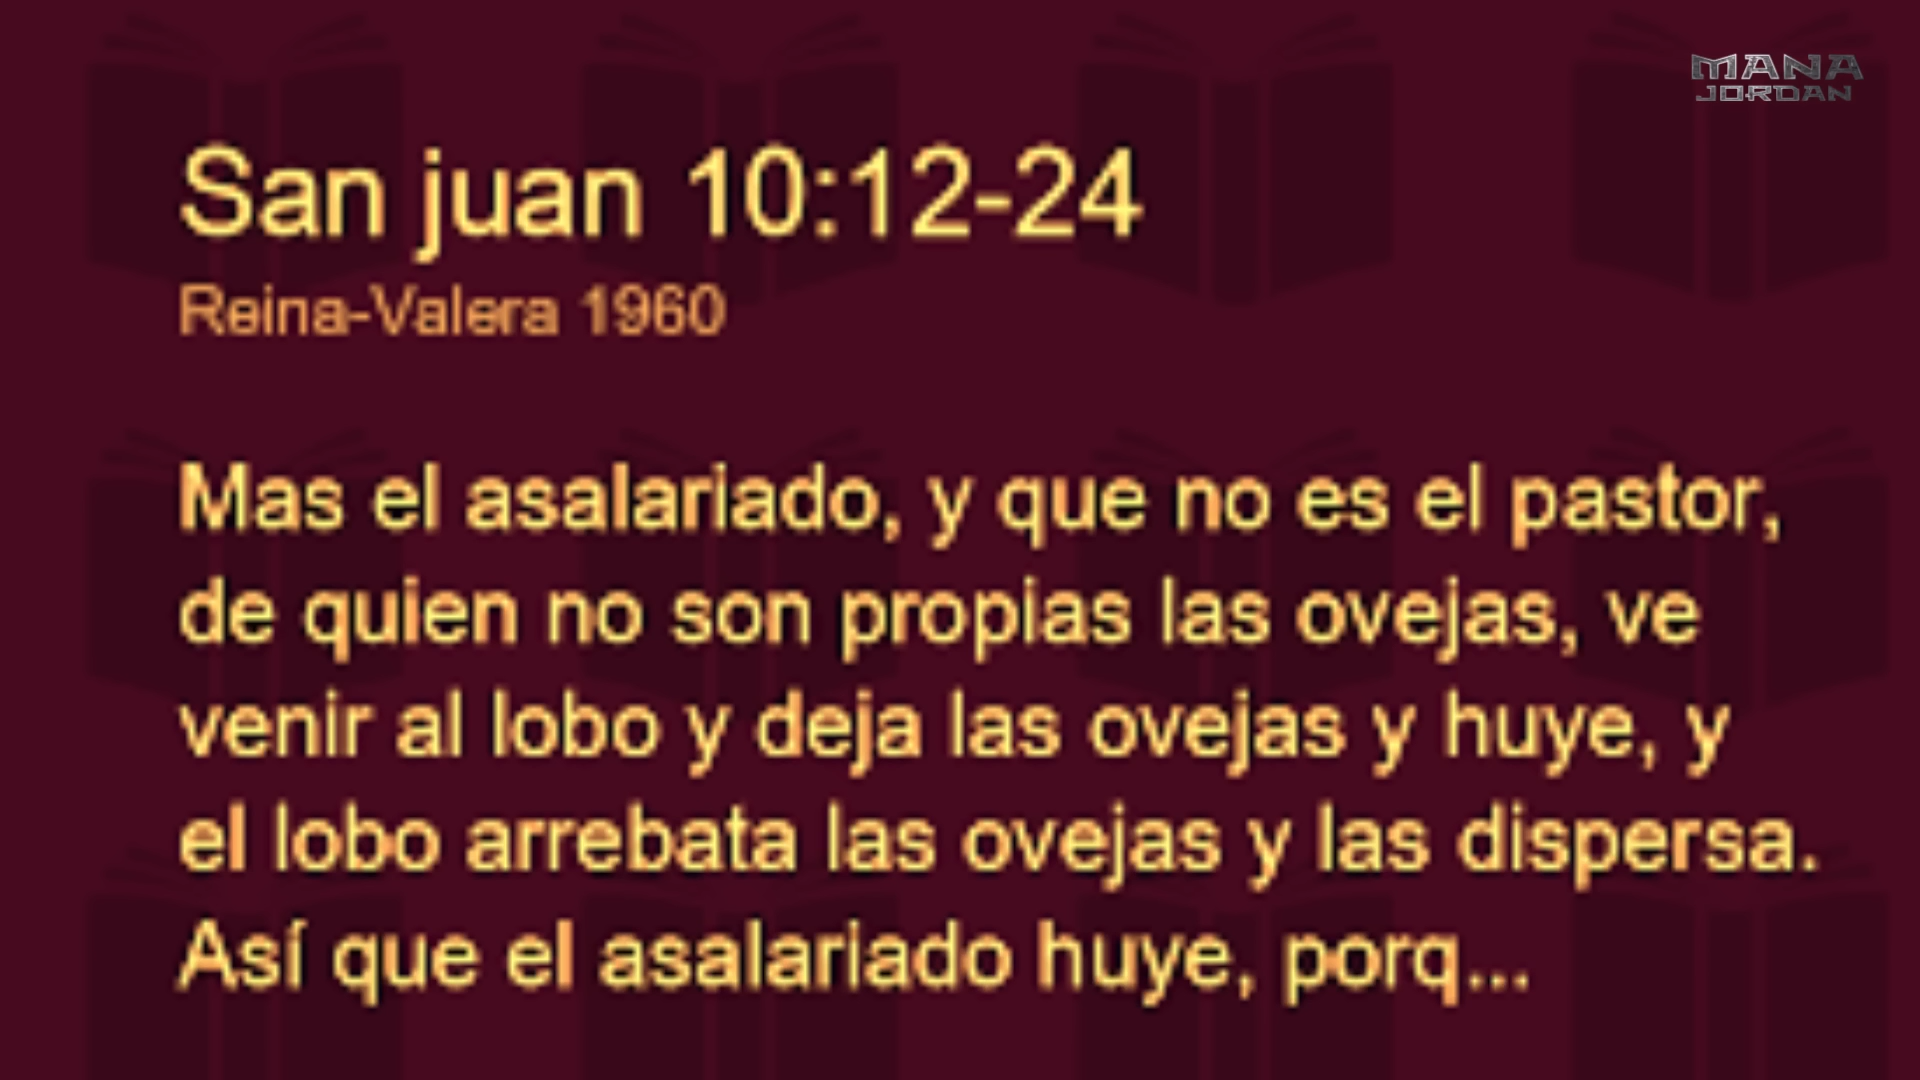 MANA
JORDAN
San juan 10:12-24
Reina-Valera 1960
Mas el asalariado, y que no es el pastor,
de quien no son propias las ovejas, ve
venir al lobo y deja las ovejas y huye, y
el lobo arrebata las ovejas y las dispersa.
Así que el asalariado huye, porq...